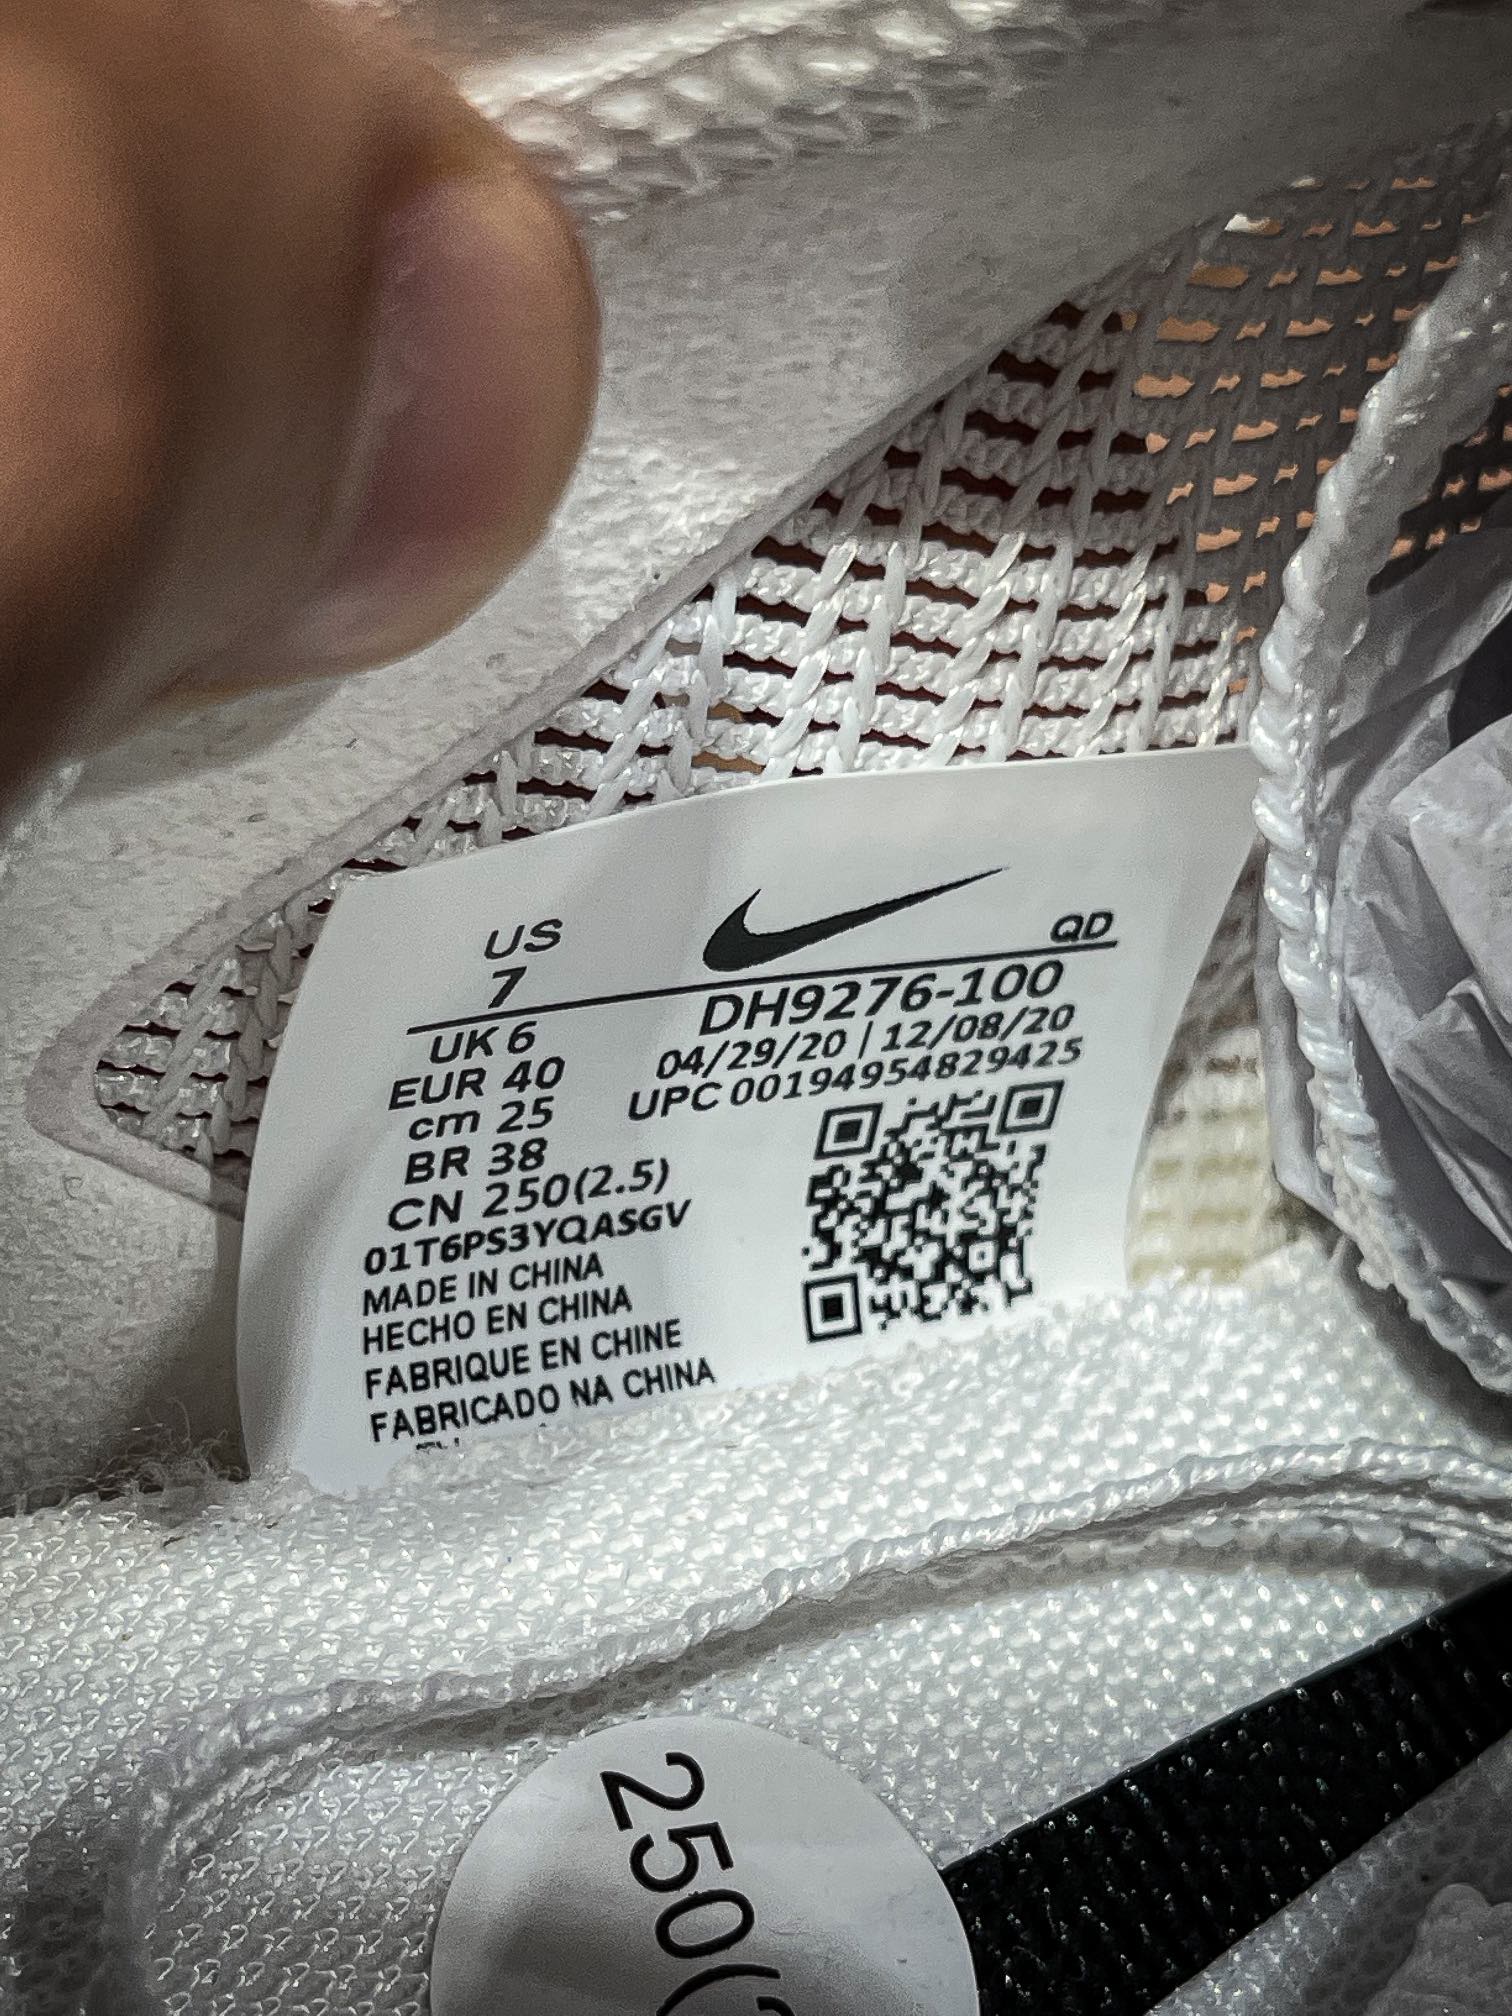 US
7
QD
UK 6
DH9276-100
EUR 40
04/29/20 | 12/08/20
cm 25
UPC 00194954829425
BR 38
CN 250(2.5)
01T6PS3YQASGV
MADE IN CHINA
HECHO EN CHINA
FABRIQUE EN CHINE
FABRICADO NA CHINA
250(